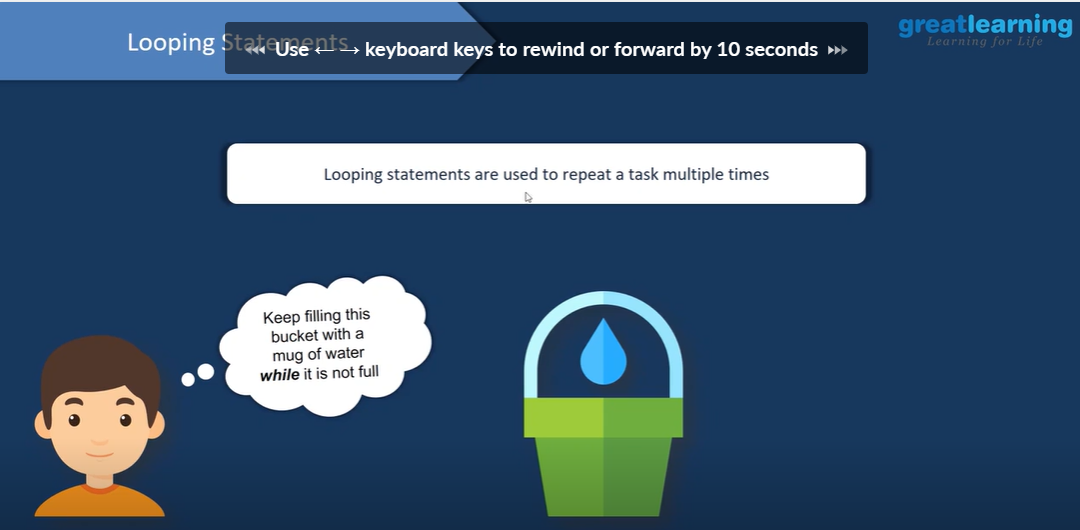 Looping Statements
Use ← → keyboard keys to rewind or forward by 10 seconds
greatlearning
Learning for Life
Looping statements are used to repeat a task multiple times
Keep filling this
bucket with a
mug of water
while it is not full